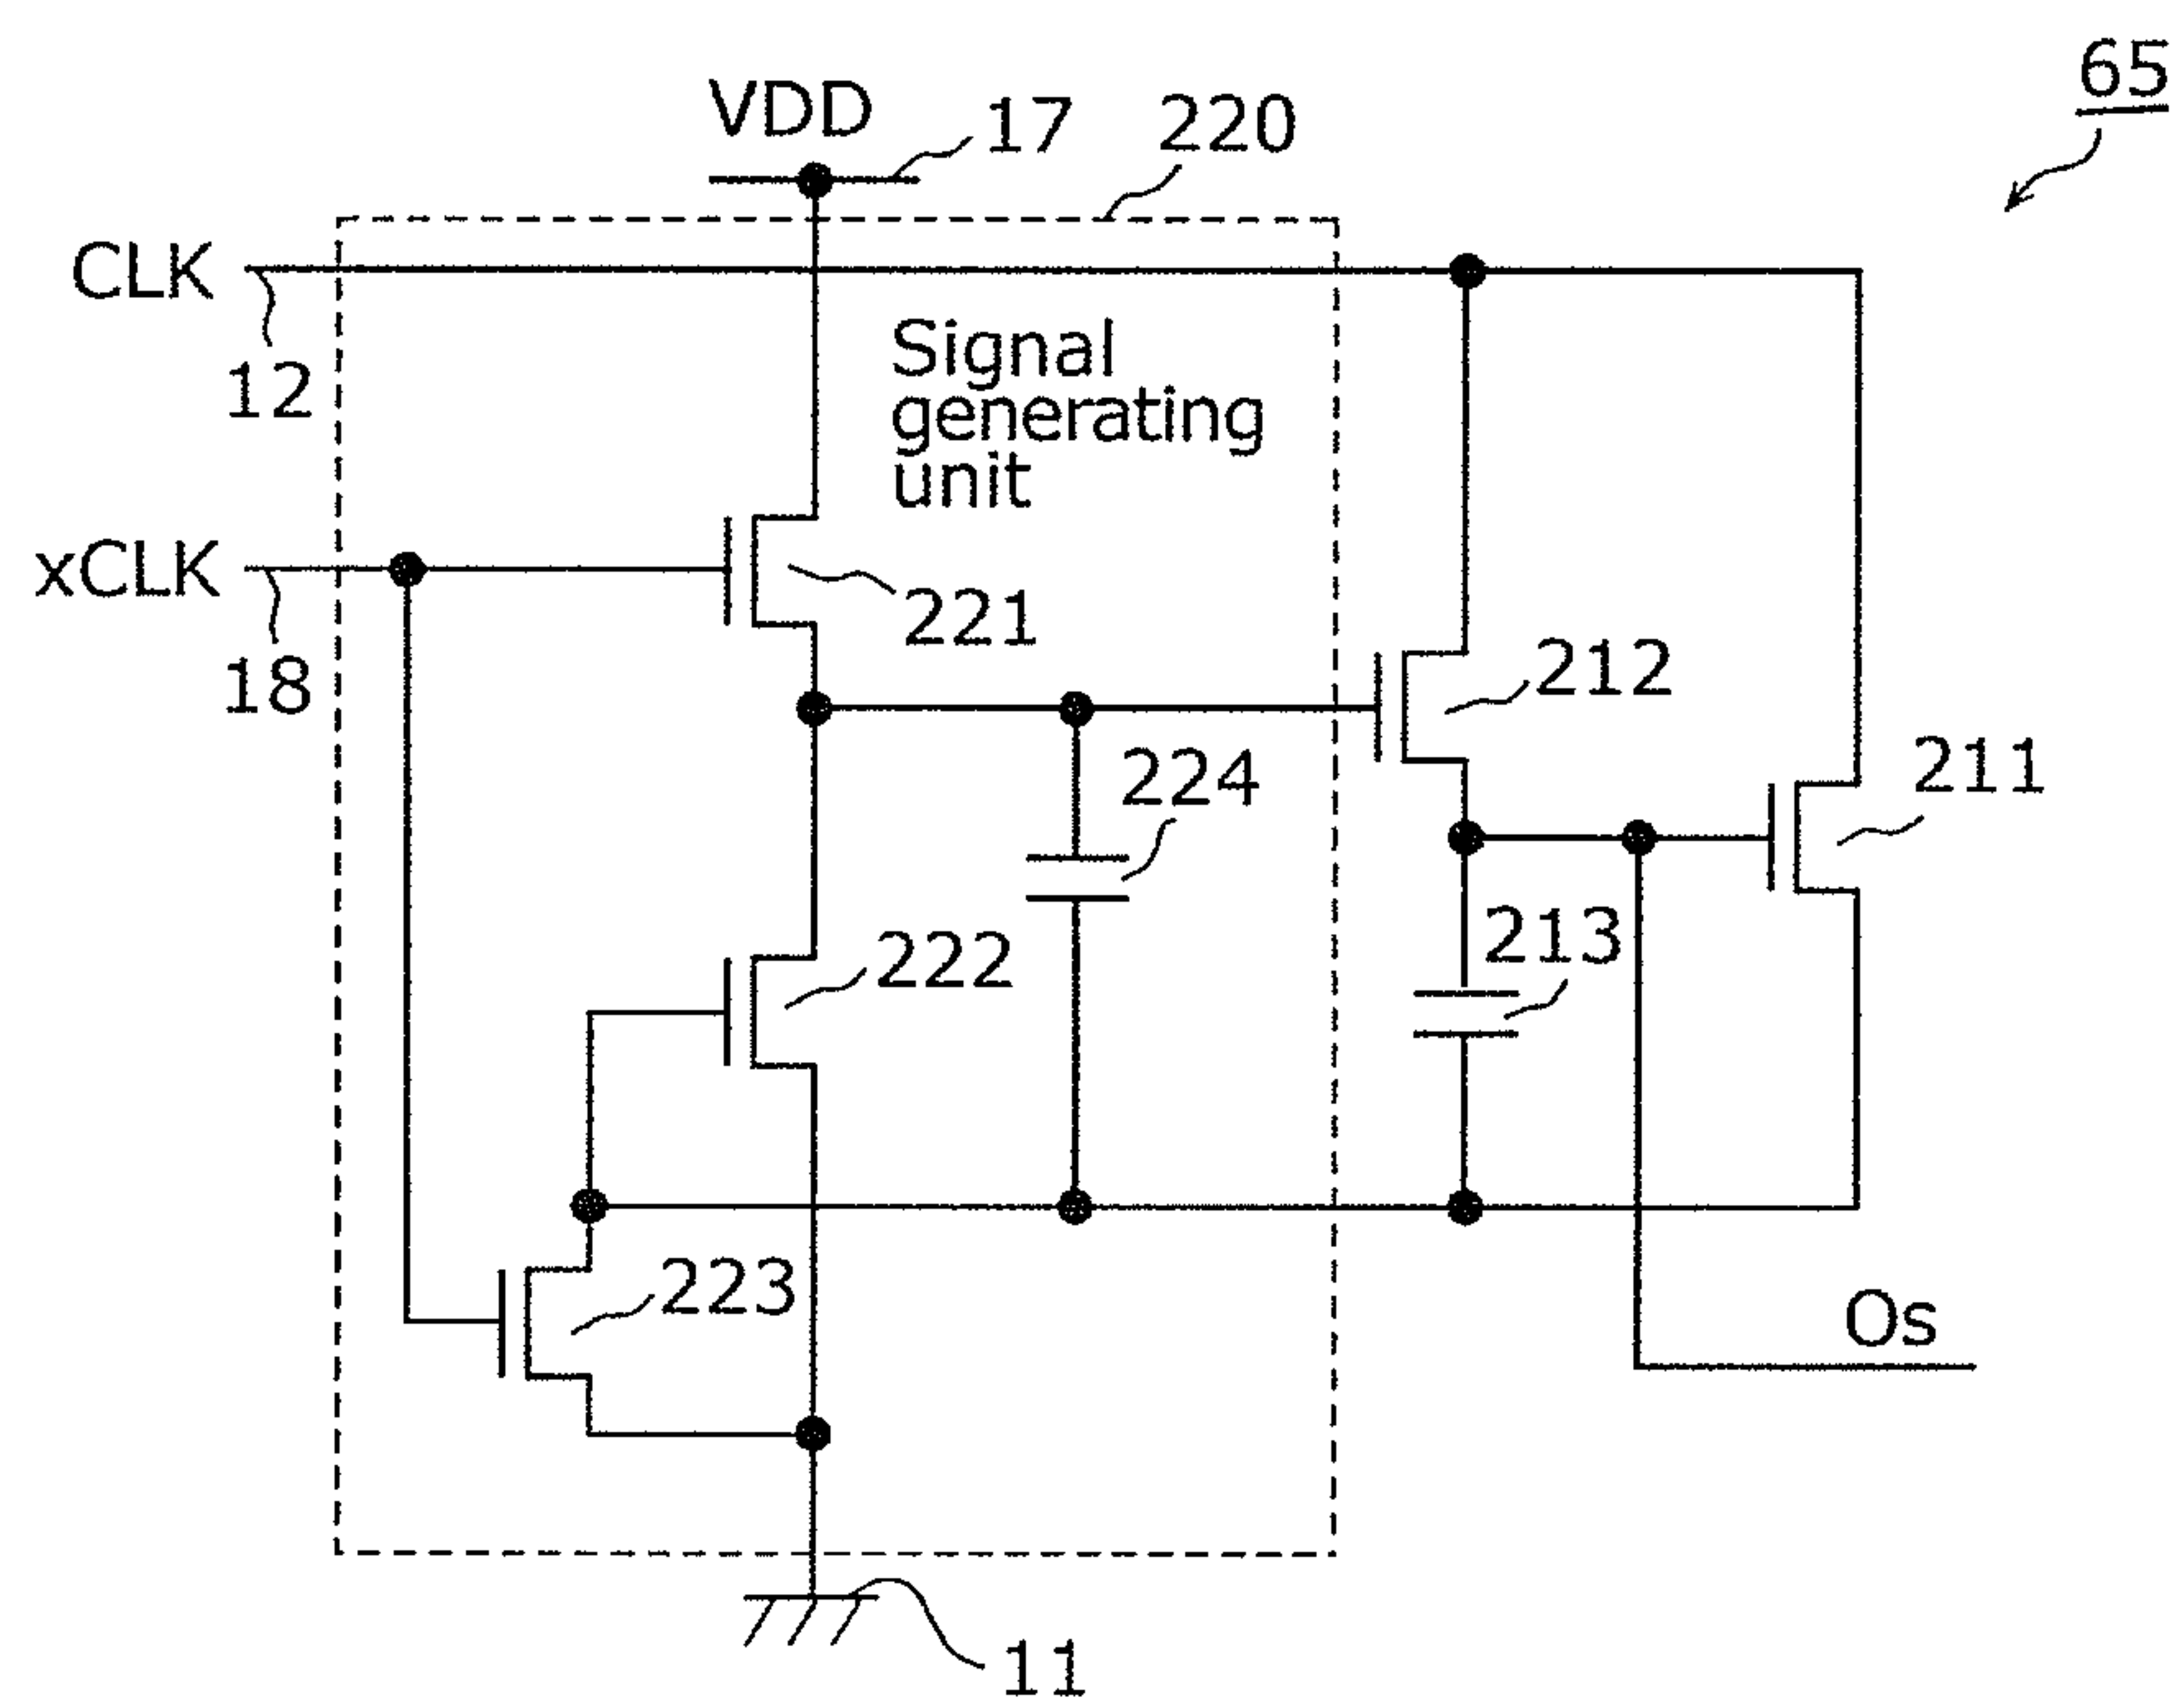 65
VDD
17
220
CLK
12
Signal
generating
unit
xCLK
18
221
212
211
224
213
222
223
Os
11